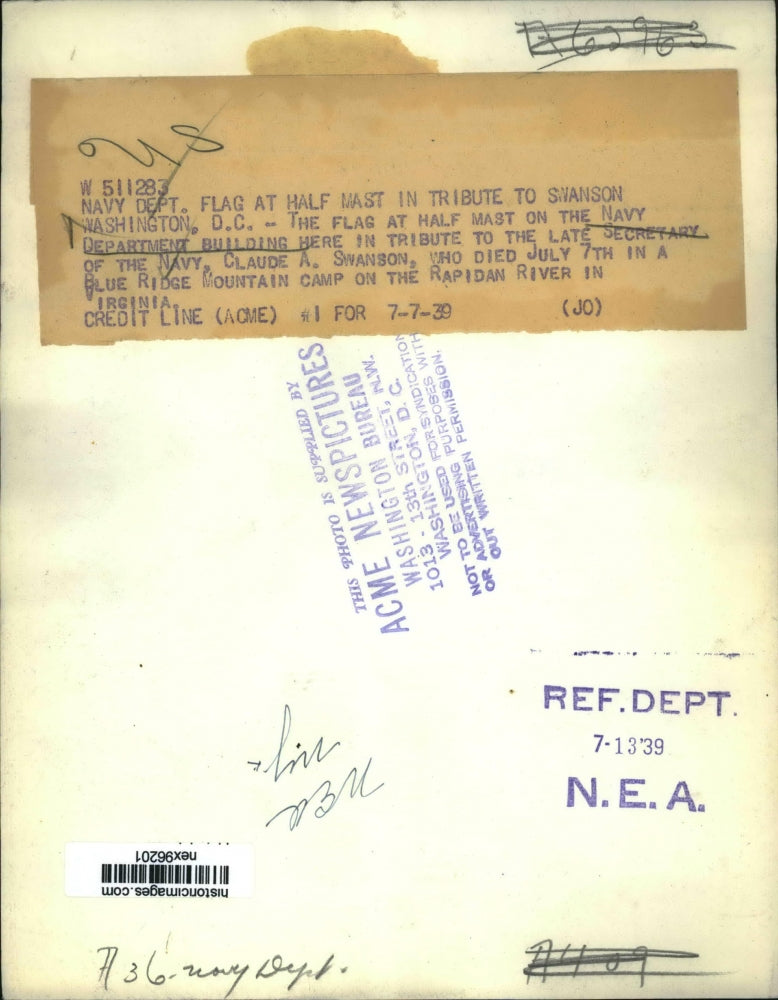 A62963
W 511283
NAVY DEPT. FLAG AT HALF MAST IN TRIBUTE TO SWANSON
WASHINGTON, D.C. - THE FLAG AT HALF MAST ON THE NAVY
DEPARTMENT BUILDING HERE IN TRIBUTE TO THE LATE SECRETARY
OF THE NAVY, CLAUDE A. SWANSON, WHO DIED JULY 7TH IN A
BLUE RIDGE MOUNTAIN CAMP ON THE RAPIDAN RIVER IN
VIRGINIA.
CREDIT LINE (ACME) #1 FOR 7-7-39 (JO)
THIS PHOTO IS SUPPLIED BY
ACME NEWSPICTURES
WASHINGTON BUREAU
1013 - 13th STREET, N.W.
WASHINGTON, D.C.
NOT TO BE USED FOR SYNDICATION
OR ADVERTISING PURPOSES WITH
OUT WRITTEN PERMISSION.
REF. DEPT.
7-13'39
N.E.A.
historicimages.com
nex96201
A 36-navy Dept.